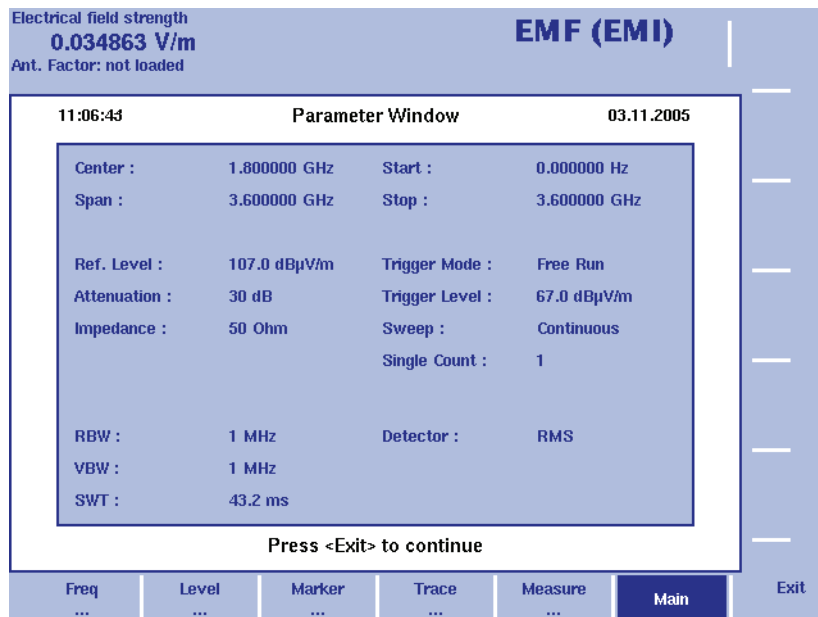 Electrical field strength
0.034863 V/m
Ant. Factor: not loaded
EMF (EMI)
11:06:43 Parameter Window 03.11.2005
Center : 1.800000 GHz Start : 0.000000 Hz
Span : 3.600000 GHz Stop : 3.600000 GHz
Ref. Level : 107.0 dBµV/m Trigger Mode : Free Run
Attenuation : 30 dB Trigger Level : 67.0 dBµV/m
Impedance : 50 Ohm Sweep : Continuous
Single Count : 1
RBW : 1 MHz Detector : RMS
VBW : 1 MHz
SWT : 43.2 ms
Press <Exit> to continue
Freq Level Marker Trace Measure Main Exit
... ... ... ... ...